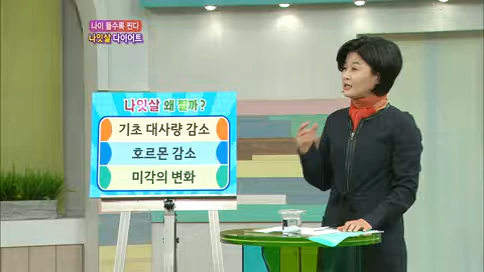 나이 들수록 찐다
나잇살 다이어트
나잇살 왜 찔까?
기초 대사량 감소
호르몬 감소
미각의 변화